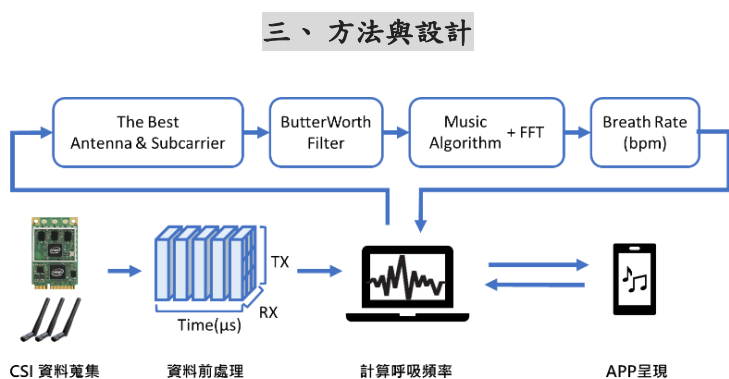 三、 方法與設計
The Best
Antenna & Subcarrier
ButterWorth
Filter
Music
Algorithm + FFT
Breath Rate
(bpm)
TX
RX
Time(μs)
CSI 資料蒐集
資料前處理
計算呼吸頻率
APP呈現